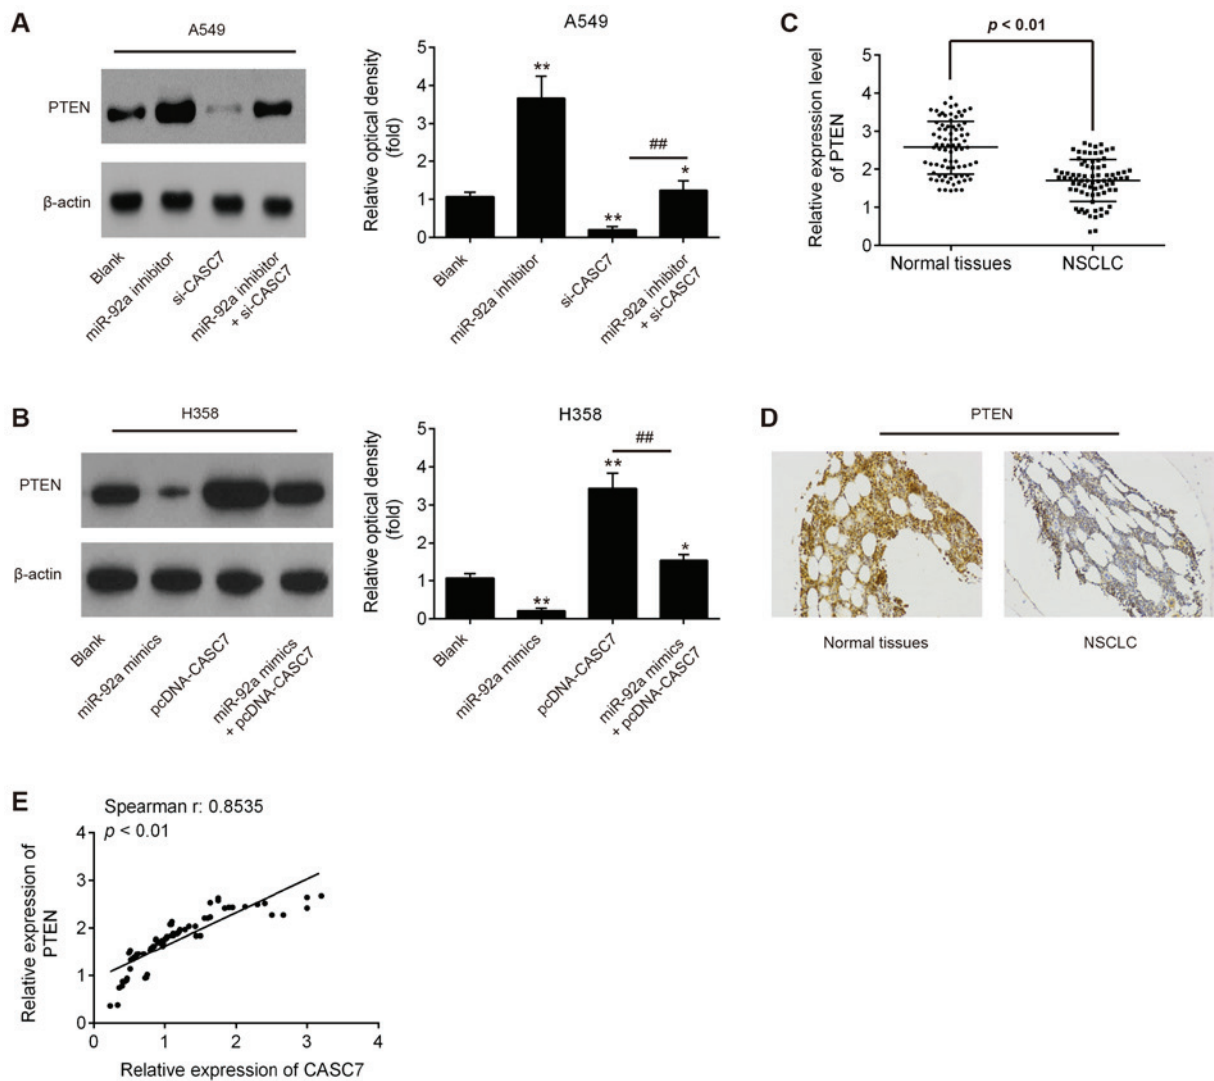 A
A549
PTEN
β-actin
Blank
miR-92a inhibitor
si-CASC7
miR-92a inhibitor
+ si-CASC7
A549
Relative optical density
(fold)
5
4
3
2
1
0
**
**
##
*
Blank
miR-92a inhibitor
si-CASC7
miR-92a inhibitor
+ si-CASC7
C
p < 0.01
Relative expression level
of PTEN
5
4
3
2
1
0
Normal tissues
NSCLC
B
H358
PTEN
β-actin
Blank
miR-92a mimics
pcDNA-CASC7
miR-92a mimics
+ pcDNA-CASC7
H358
Relative optical density
(fold)
5
4
3
2
1
0
**
**
##
*
Blank
miR-92a mimics
pcDNA-CASC7
miR-92a mimics
+ pcDNA-CASC7
D
PTEN
Normal tissues
NSCLC
E
Spearman r: 0.8535
p < 0.01
Relative expression of
PTEN
4
3
2
1
0
0
1
2
3
4
Relative expression of CASC7